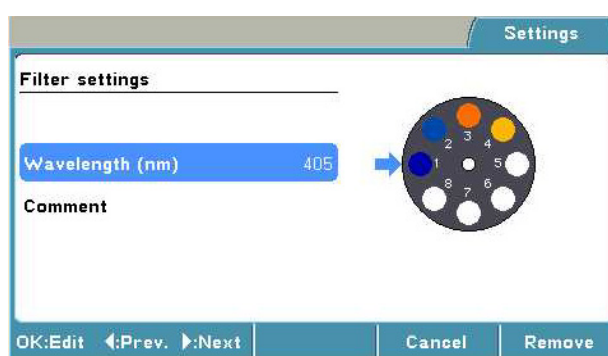 Settings
Filter settings
Wavelength (nm) 405
Comment
3
2 4
1 5
8 6
7
OK:Edit ◀:Prev. ▶:Next Cancel Remove